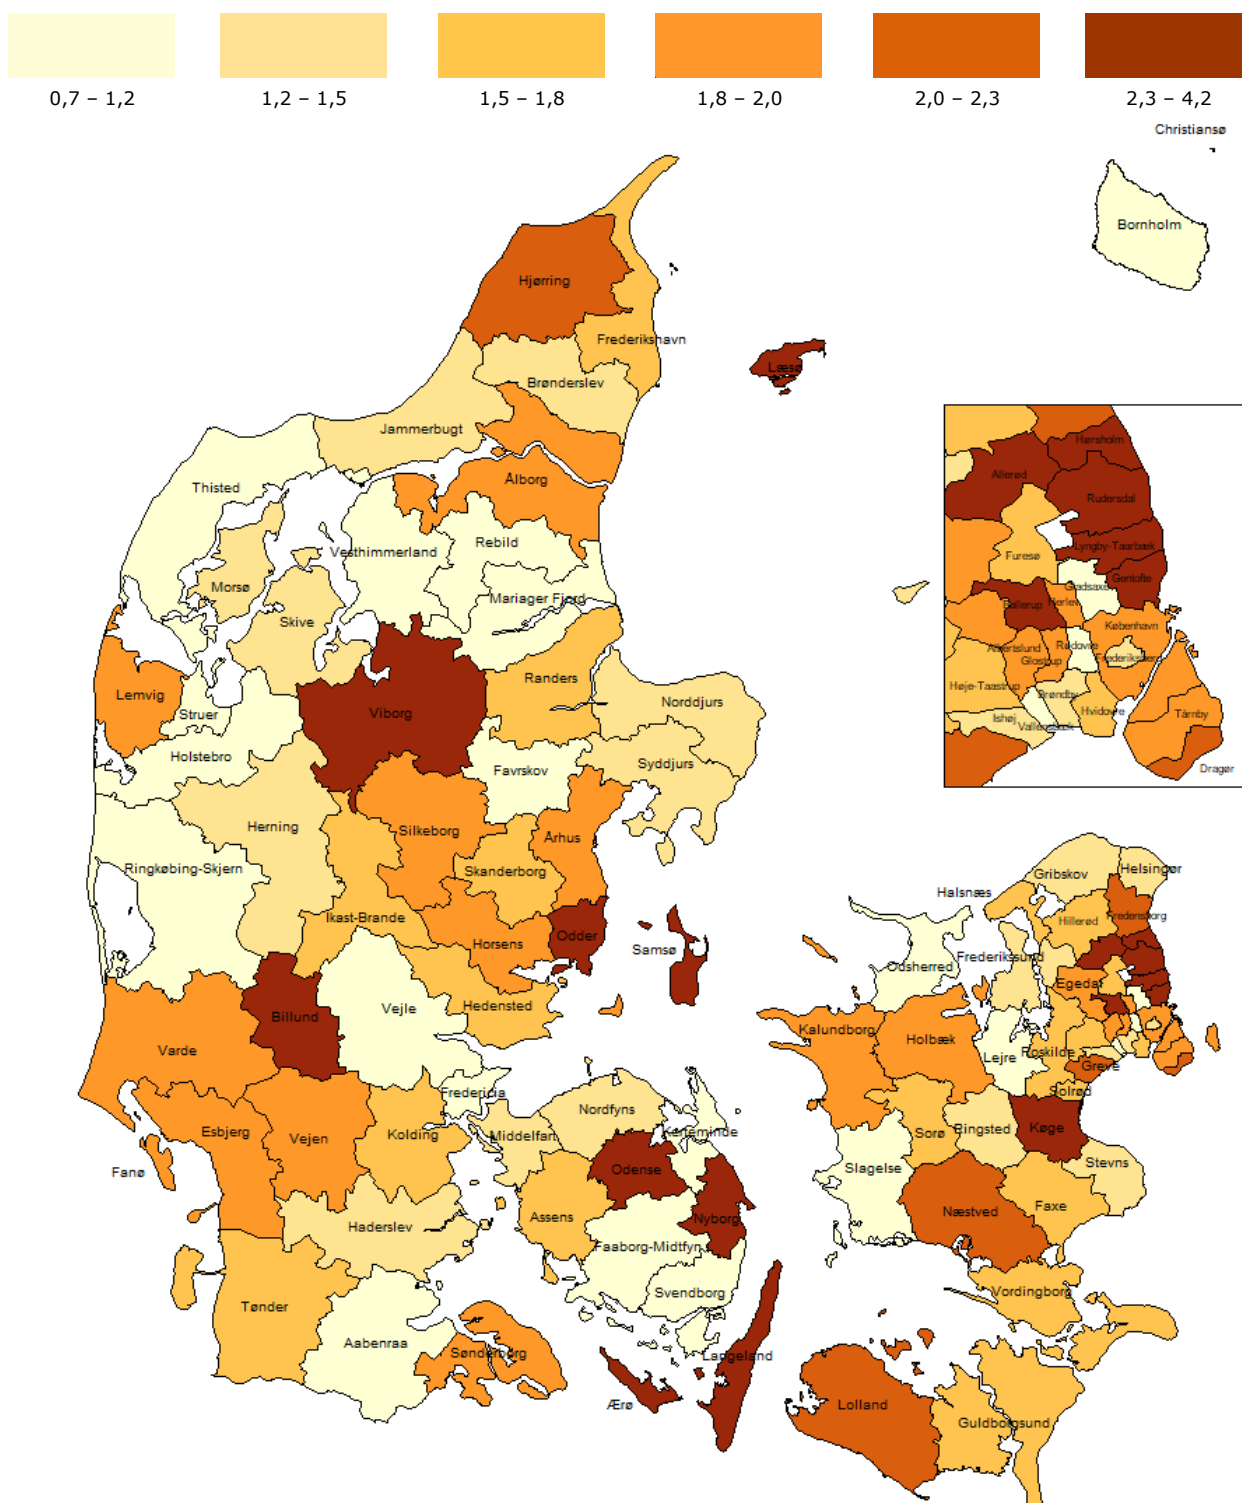 0,7 – 1,2
1,2 – 1,5
1,5 – 1,8
1,8 – 2,0
2,0 – 2,3
2,3 – 4,2
Christiansø
Bornholm
Hjørring
Frederikshavn
Læsø
Brønderslev
Jammerbugt
Ålborg
Thisted
Vesthimmerland
Rebild
Morsø
Mariager Fjord
Skive
Lemvig
Struer
Viborg
Randers
Norddjurs
Holstebro
Favrskov
Syddjurs
Herning
Silkeborg
Århus
Ringkøbing-Skjern
Skanderborg
Ikast-Brande
Horsens
Odder
Samsø
Billund
Vejle
Hedensted
Varde
Fredericia
Esbjerg
Vejen
Kolding
Middelfart
Nordfyns
Kerteminde
Fanø
Odense
Haderslev
Assens
Nyborg
Faaborg-Midtfyn
Svendborg
Tønder
Aabenraa
Sønderborg
Langeland
Ærø
Hørsholm
Allerød
Rudersdal
Furesø
Lyngby-Taarbæk
Gentofte
Gladsaxe
Ballerup
Herlev
København
Albertslund
Rødovre
Glostrup
Frederiksberg
Høje-Taastrup
Brøndby
Hvidovre
Tårnby
Ishøj
Vallensbæk
Dragør
Gribskov
Helsingør
Halsnæs
Hillerød
Fredensborg
Odsherred
Frederikssund
Egedal
Kalundborg
Holbæk
Lejre
Roskilde
Greve
Solrød
Sorø
Ringsted
Køge
Slagelse
Stevns
Næstved
Faxe
Vordingborg
Lolland
Guldborgsund